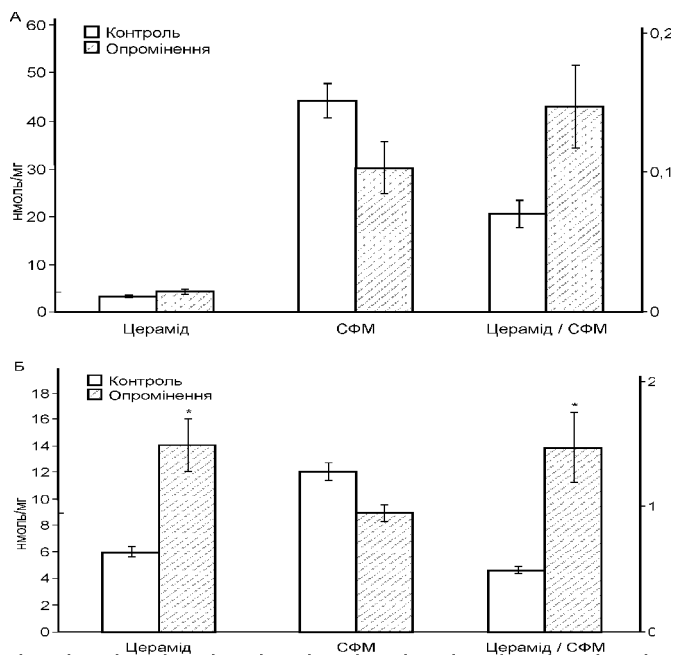 А
60
50
40
30
20
10
0
нмоль/мг
Контроль
Опромінення
0,2
0,1
0
Церамід
СФМ
Церамід / СФМ
Б
18
16
14
12
10
8
6
4
2
0
нмоль/мг
Контроль
Опромінення
*
*
2
1
0
Церамід
СФМ
Церамід / СФМ